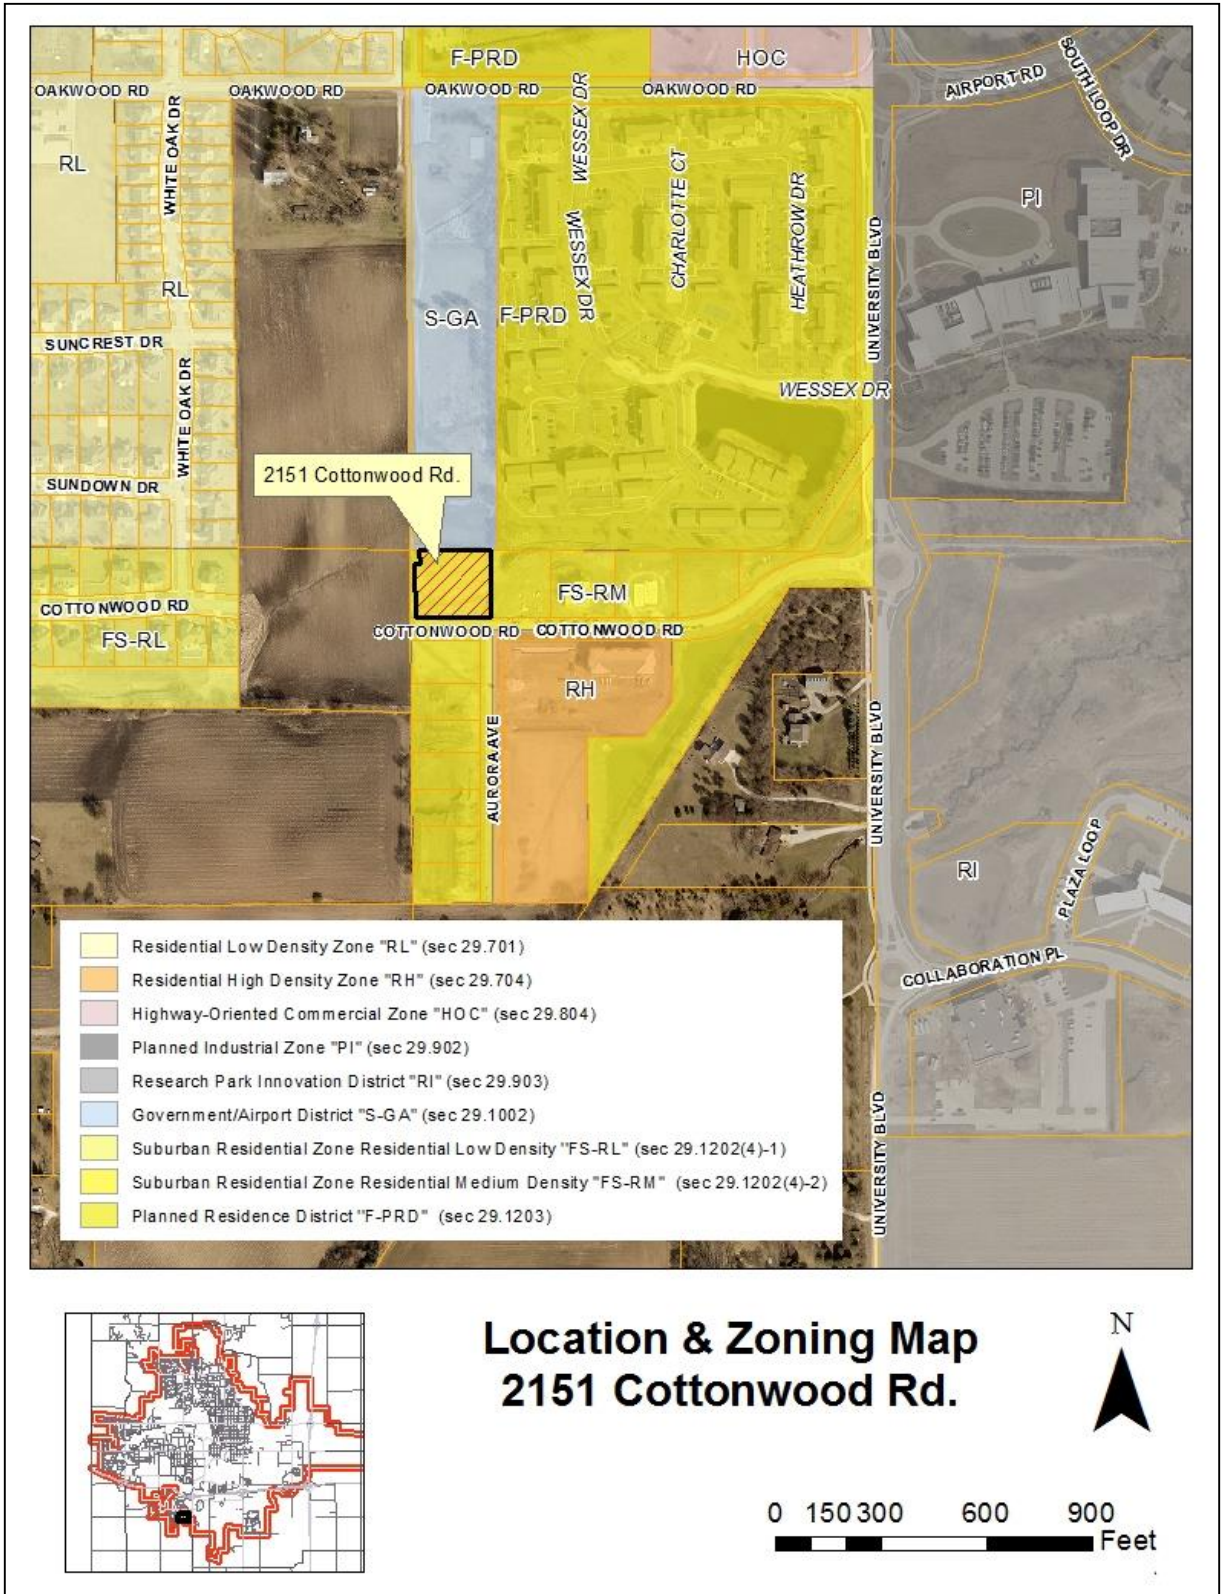 F-PRD
HOC
OAKWOOD RD
OAKWOOD RD
OAKWOOD RD
OAKWOOD RD
AIRPORT RD
SOUTH LOOP DR
RL
WHITE OAK DR
WESSEX DR
CHARLOTTE CT
HEATHROW DR
PI
WESSEX DR
UNIVERSITY BLVD
RL
S-GA
F-PRD
SUNCREST DR
WHITE OAK DR
WESSEX DR
2151 Cottonwood Rd.
SUNDOWN DR
FS-RM
COTTONWOOD RD
COTTONWOOD RD
COTTONWOOD RD
FS-RL
RH
AURORA AVE
UNIVERSITY BLVD
RI
PLAZA LOOP
COLLABORATION PL
UNIVERSITY BLVD
Residential Low Density Zone "RL" (sec 29.701)
Residential High Density Zone "RH" (sec 29.704)
Highway-Oriented Commercial Zone "HOC" (sec 29.804)
Planned Industrial Zone "PI" (sec 29.902)
Research Park Innovation District "RI" (sec 29.903)
Government/Airport District "S-GA" (sec 29.1002)
Suburban Residential Zone Residential Low Density "FS-RL" (sec 29.1202(4)-1)
Suburban Residential Zone Residential Medium Density "FS-RM" (sec 29.1202(4)-2)
Planned Residence District "F-PRD" (sec 29.1203)
Location & Zoning Map
2151 Cottonwood Rd.
N
0 150 300 600 900
Feet